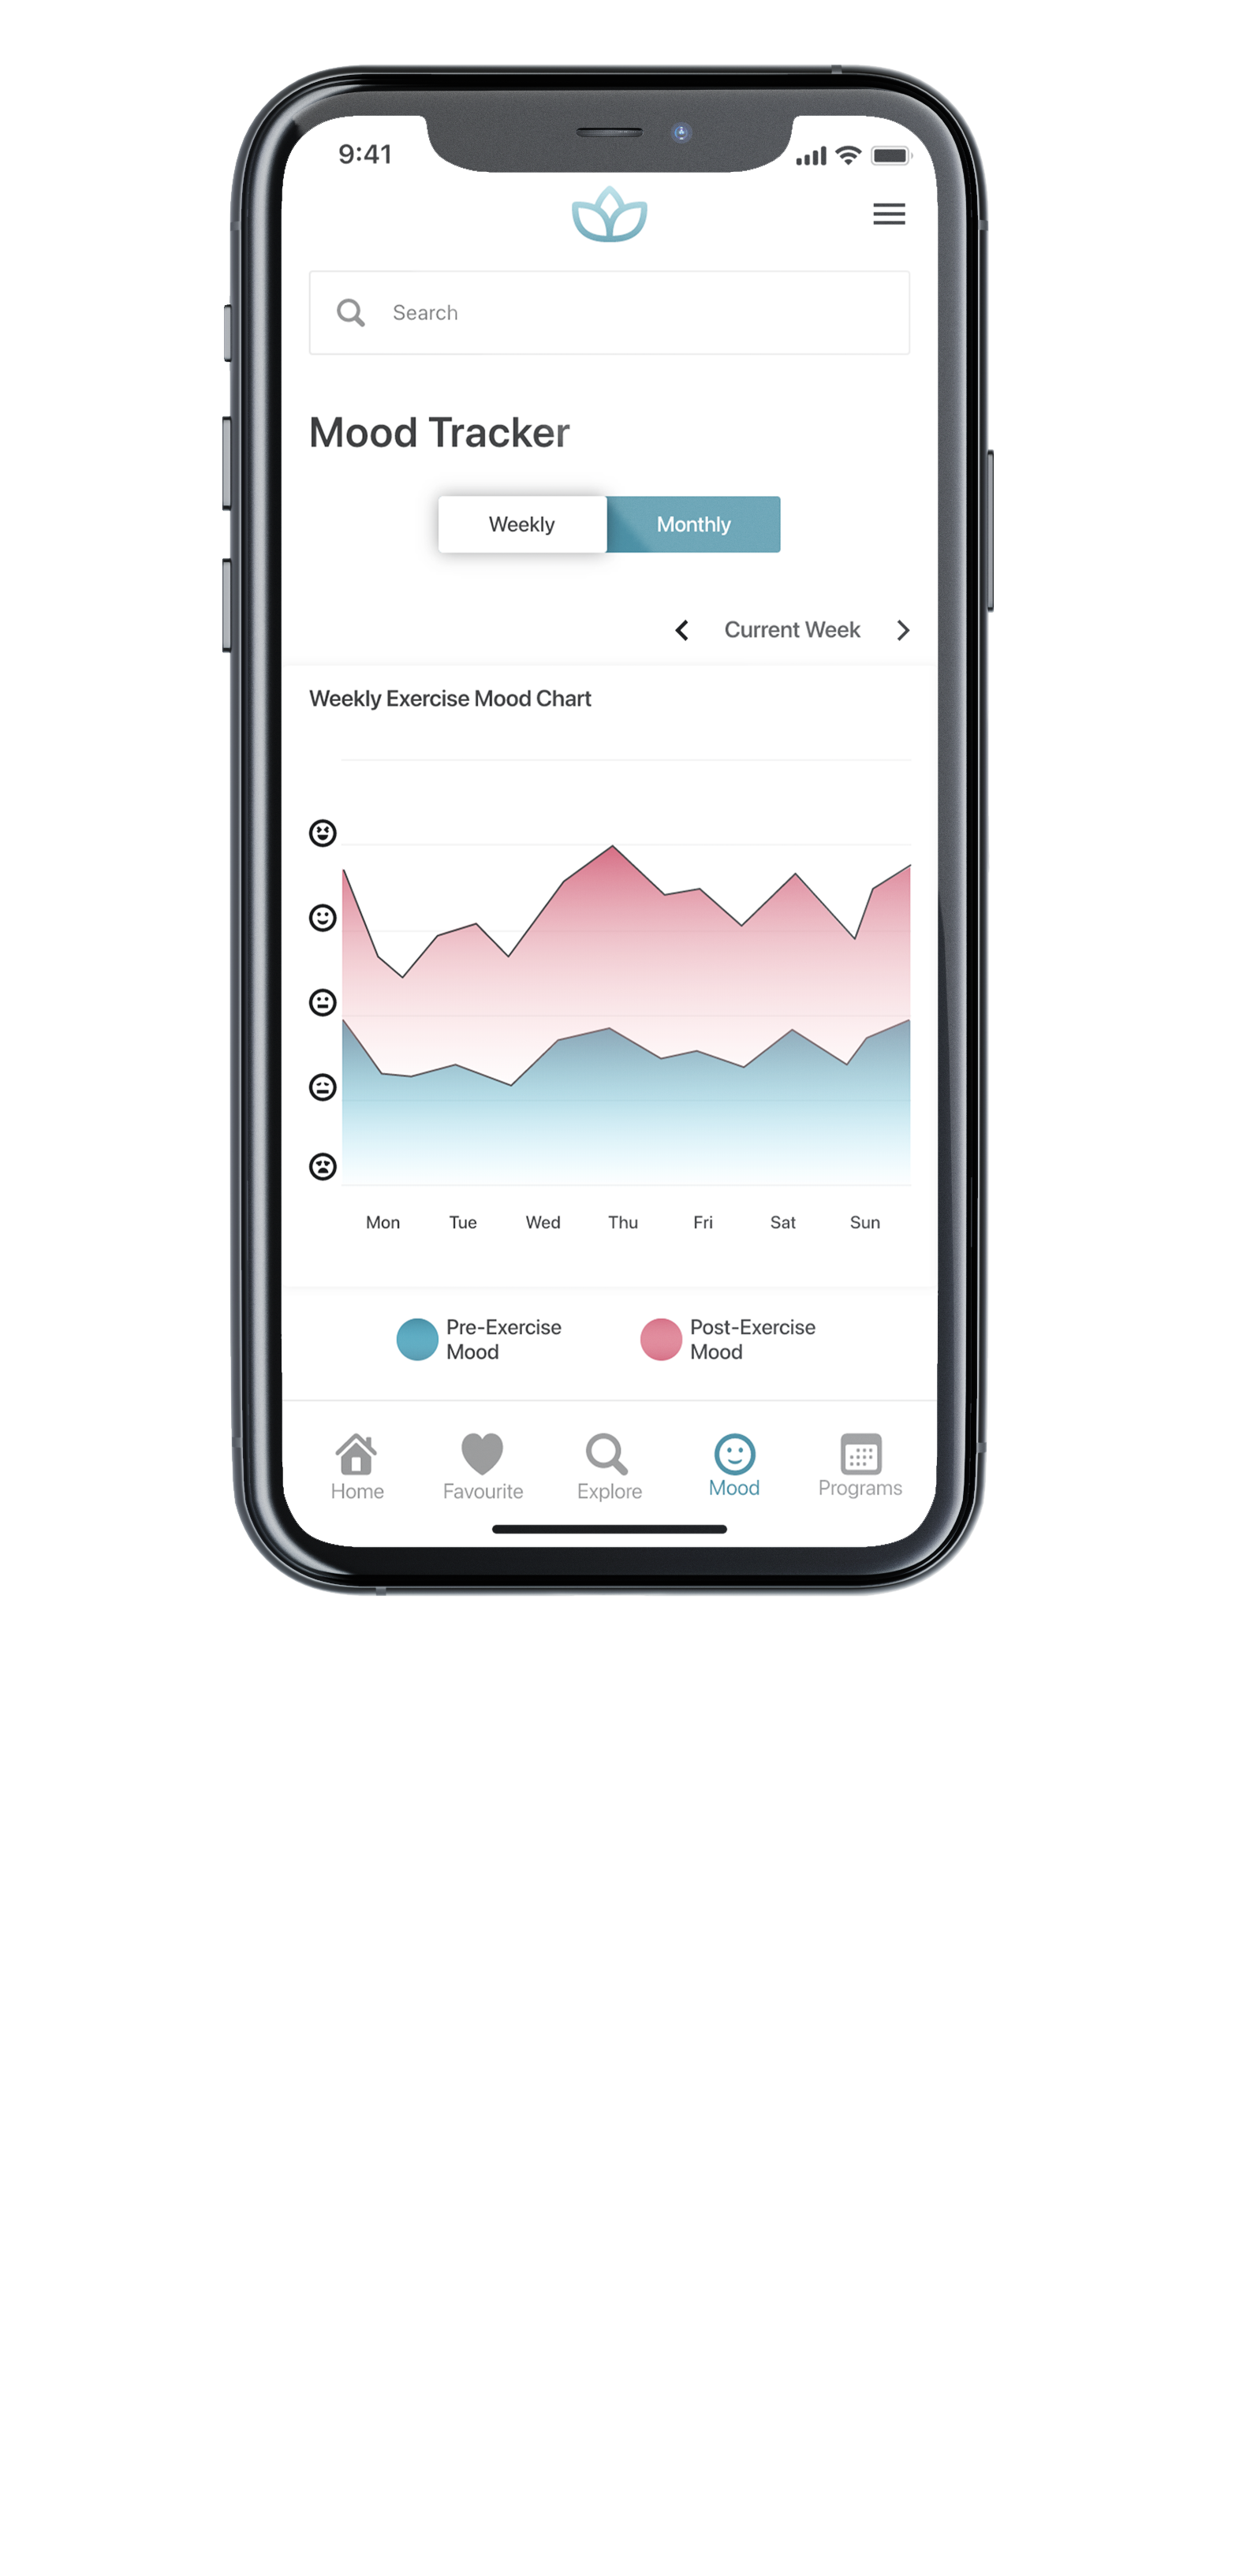 9:41
Search
Mood Tracker
Weekly Monthly
Current Week
Weekly Exercise Mood Chart
Mon Tue Wed Thu Fri Sat Sun
Pre-Exercise Post-Exercise
Mood Mood
Home Favourite Explore Mood Programs